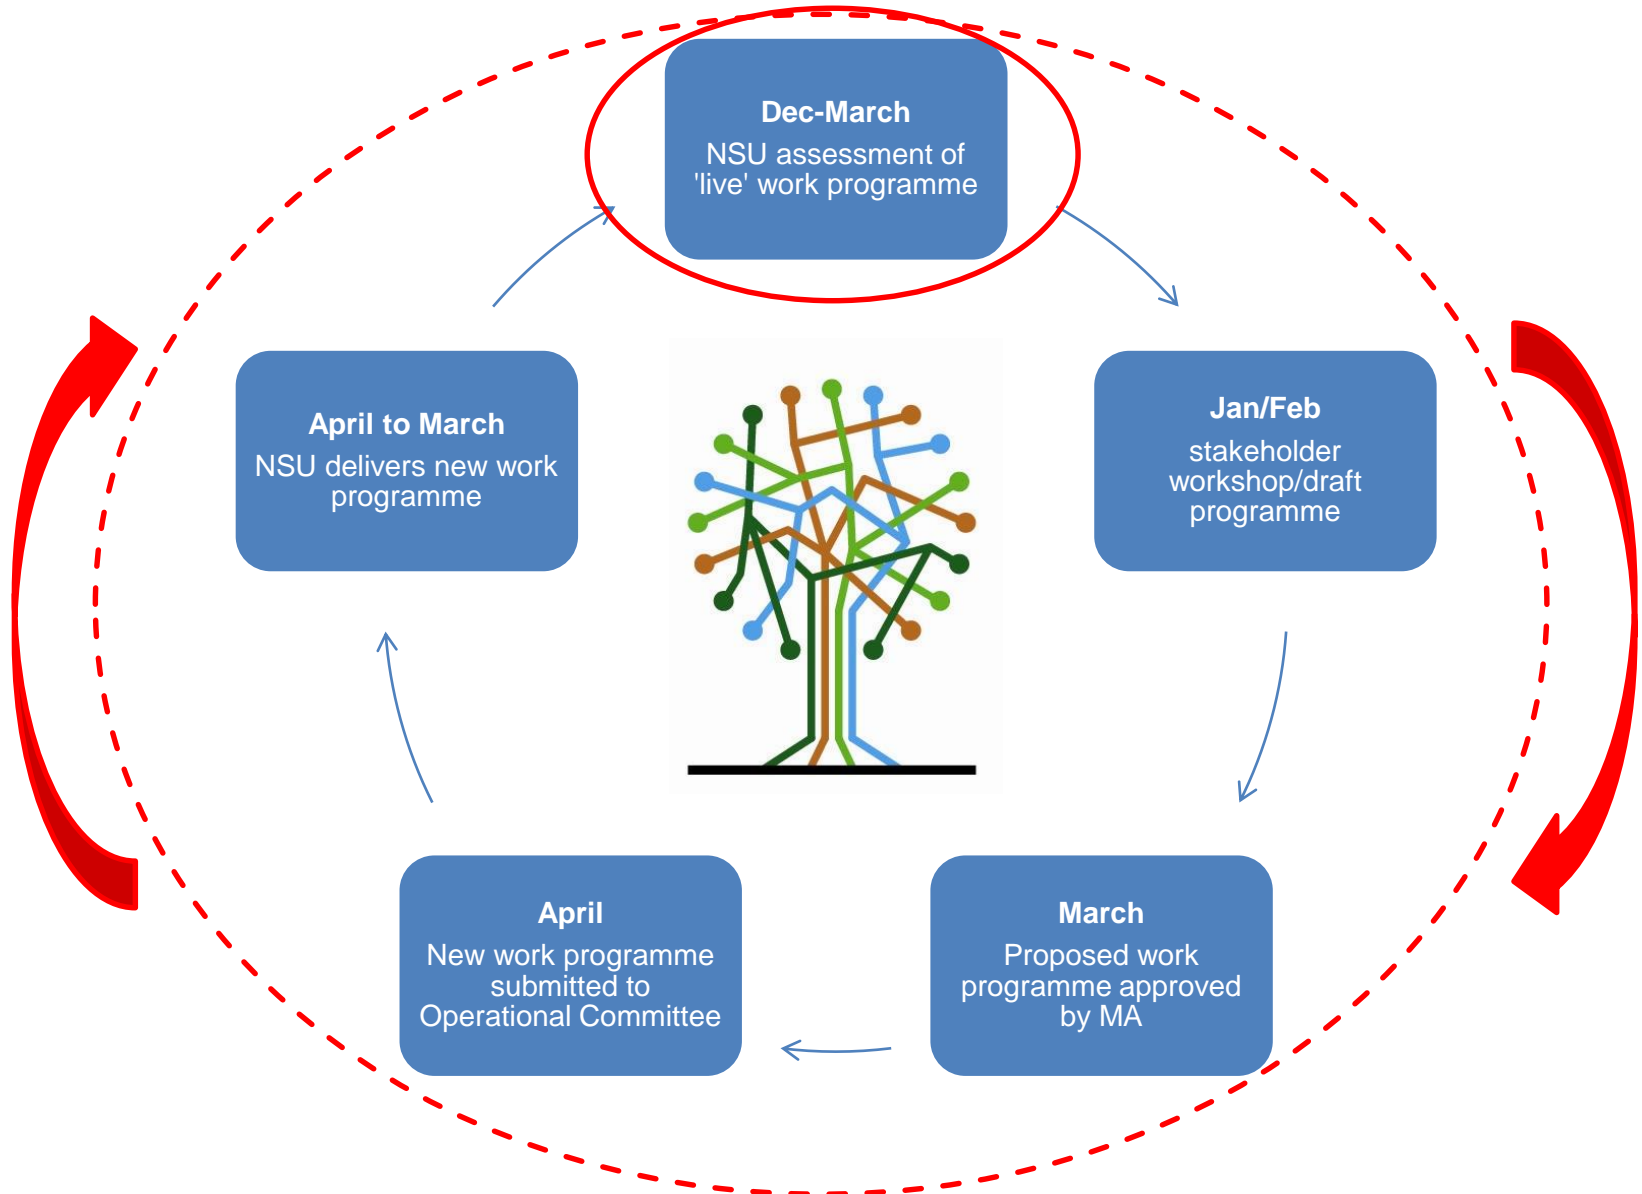 Dec-March
NSU assessment of
'live' work programme
Jan/Feb
stakeholder
workshop/draft
programme
March
Proposed work
programme approved
by MA
April
New work programme
submitted to
Operational Committee
April to March
NSU delivers new work
programme